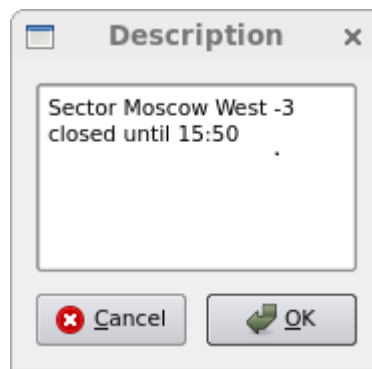 Description
Sector Moscow West -3
closed until 15:50
.
Cancel
OK